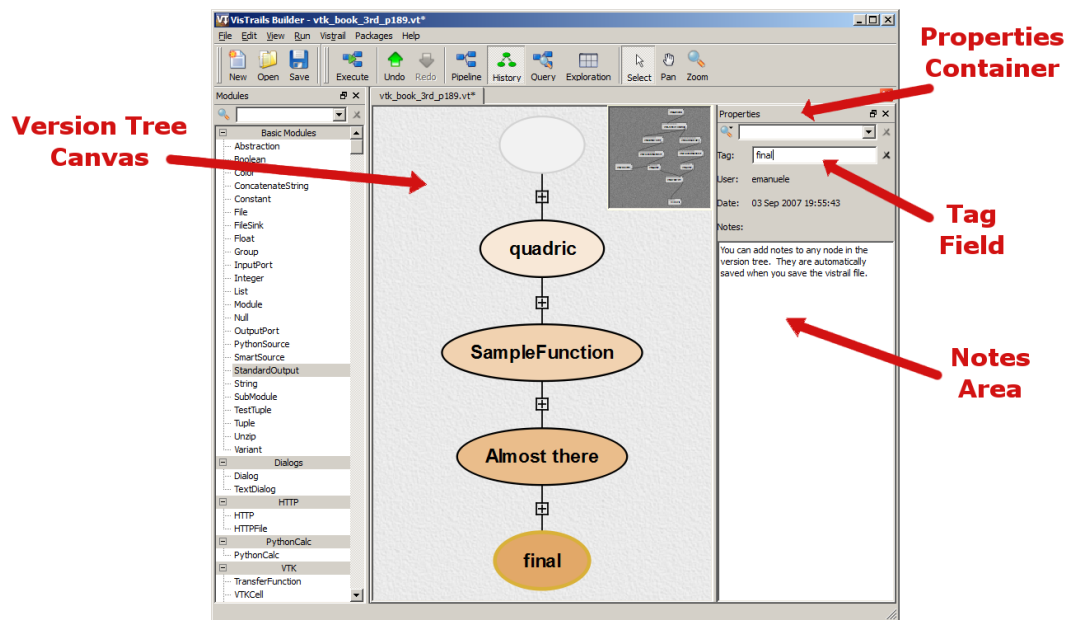 VT VisTrails Builder - vtk_book_3rd_p189.vt*
File Edit View Run Vistrail Packages Help
New Open Save Execute Undo Redo Pipeline History Query Exploration Select Pan Zoom
Properties
Container
Modules
vtk_book_3rd_p189.vt*
Properties
Version Tree
Canvas
Basic Modules
Abstraction
Boolean
Color
ConcatenateString
Constant
File
FileSink
Float
Group
InputPort
Integer
List
Module
Null
OutputPort
PythonSource
SmartSource
StandardOutput
String
SubModule
TestTuple
Tuple
Unzip
Variant
Dialogs
Dialog
TextDialog
HTTP
HTTP
HTTPFile
PythonCalc
PythonCalc
VTK
TransferFunction
VTKCell
quadric
SampleFunction
Almost there
final
Tag: final
User: emanuele
Date: 03 Sep 2007 19:55:43
Notes:
You can add notes to any node in the
version tree. They are automatically
saved when you save the vistrail file.
Tag
Field
Notes
Area